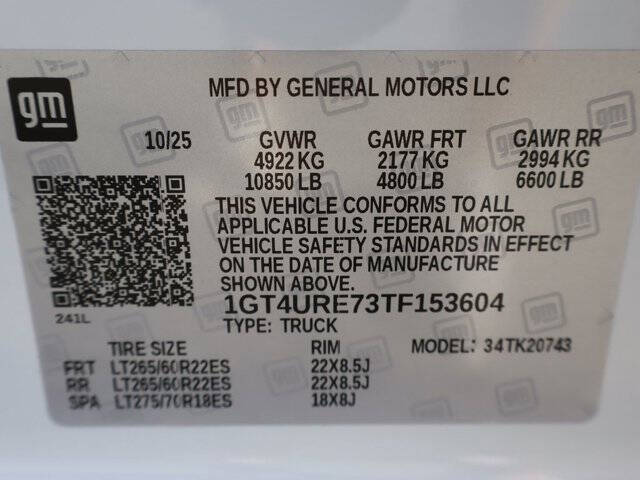 gm
MFD BY GENERAL MOTORS LLC
10/25 GVWR GAWR FRT GAWR RR
4922 KG 2177 KG 2994 KG
10850 LB 4800 LB 6600 LB
THIS VEHICLE CONFORMS TO ALL
APPLICABLE U.S. FEDERAL MOTOR
VEHICLE SAFETY STANDARDS IN EFFECT
ON THE DATE OF MANUFACTURE
SHOWN ABOVE.
241L 1GT4URE73TF153604
TYPE: TRUCK
TIRE SIZE RIM MODEL: 34TK20743
FRT LT265/60R22ES 22X8.5J
RR LT265/60R22ES 22X8.5J
SPA LT275/70R18ES 18X8J